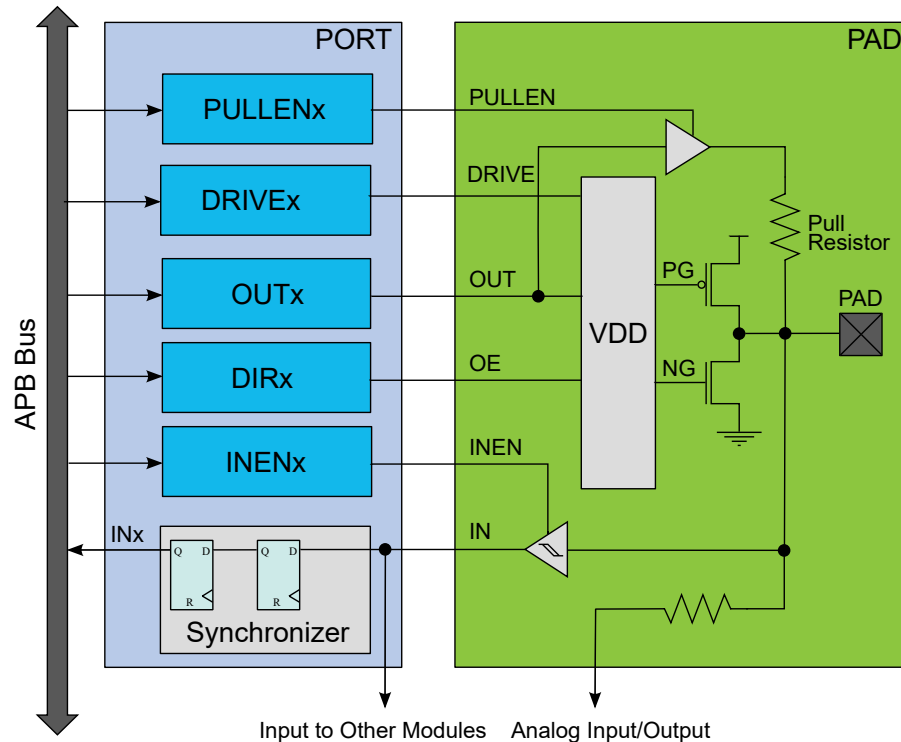 PORT
PAD
PULLENx
PULLEN
DRIVEx
DRIVE
Pull
Resistor
OUTx
OUT
PG
PAD
VDD
APB Bus
DIRx
OE
NG
INENx
INEN
INx
IN
Q
D
Q
D
R
R
Synchronizer
Input to Other Modules
Analog Input/Output